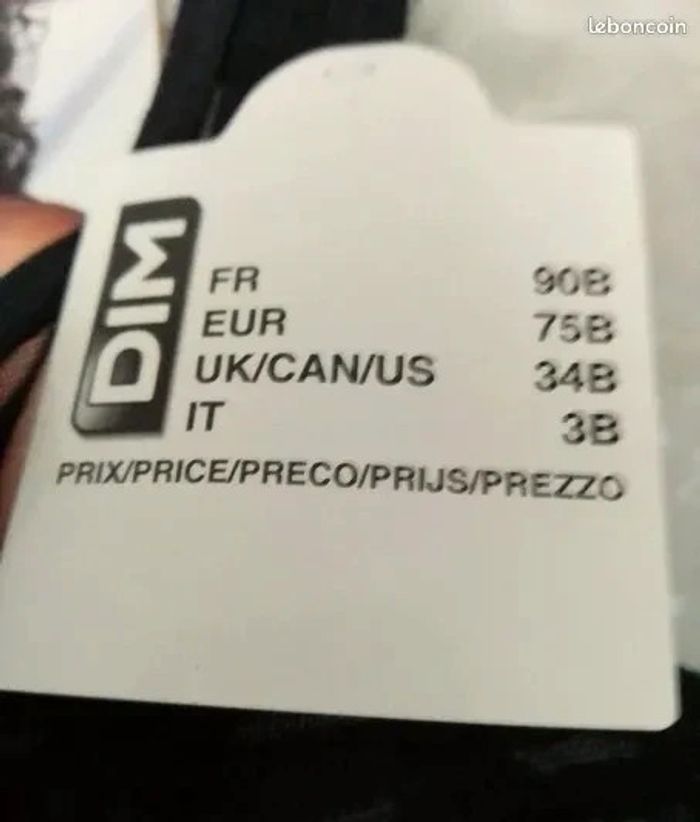 leboncoin
DIM
FR 90B
EUR 75B
UK/CAN/US 34B
IT 3B
PRIX/PRICE/PRECO/PRIJS/PREZZO